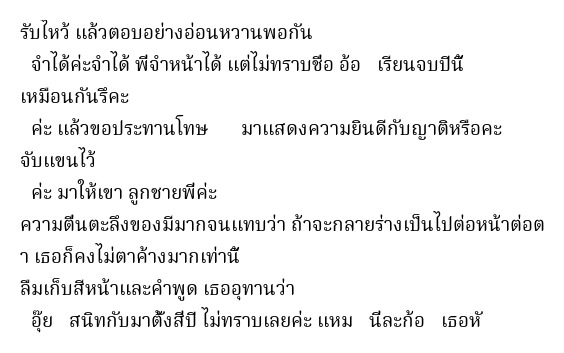 รับไหว้ แล้วตอบอย่างอ่อนหวานพอกัน
จำได้ค่ะจำได้ พี่จำหน้าได้ แต่ไม่ทราบชื่อ อ้อ เรียนจบปีนี้
เหมือนกันรึคะ
ค่ะ แล้วขอประทานโทษ มาแสดงความยินดีกับญาติหรือคะ
จับแขนไว้
ค่ะ มาให้เขา ลูกชายพี่ค่ะ
ความตื่นตะลึงของมีมากจนแทบว่า ถ้าจะกลายร่างเป็นไปต่อหน้าต่อต
า เธอก็คงไม่ตาค้างมากเท่านี้
ลืมเก็บสีหน้าและคำพูด เธออุทานว่า
อุ๊ย สนิทกับมาตั้งสี่ปี ไม่ทราบเลยค่ะ แหม นี่ละก้อ เธอหั